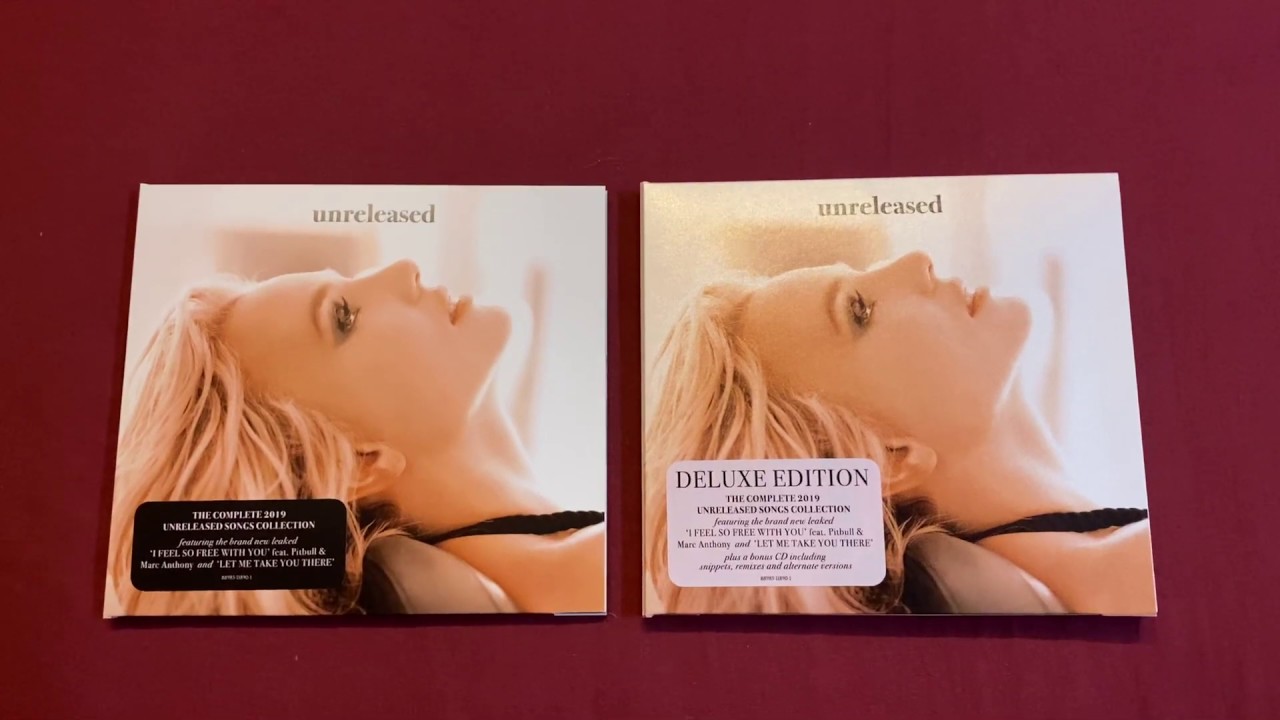 unreleased
THE COMPLETE 2019
UNRELEASED SONGS COLLECTION
featuring the brand new leaked
'I FEEL SO FREE WITH YOU' feat. Pitbull &
Marc Anthony and 'LET ME TAKE YOU THERE'
unreleased
DELUXE EDITION
THE COMPLETE 2019
UNRELEASED SONGS COLLECTION
featuring the brand new leaked
'I FEEL SO FREE WITH YOU' feat. Pitbull &
Marc Anthony and 'LET ME TAKE YOU THERE'
plus a bonus CD including
snippets, remixes and alternate versions